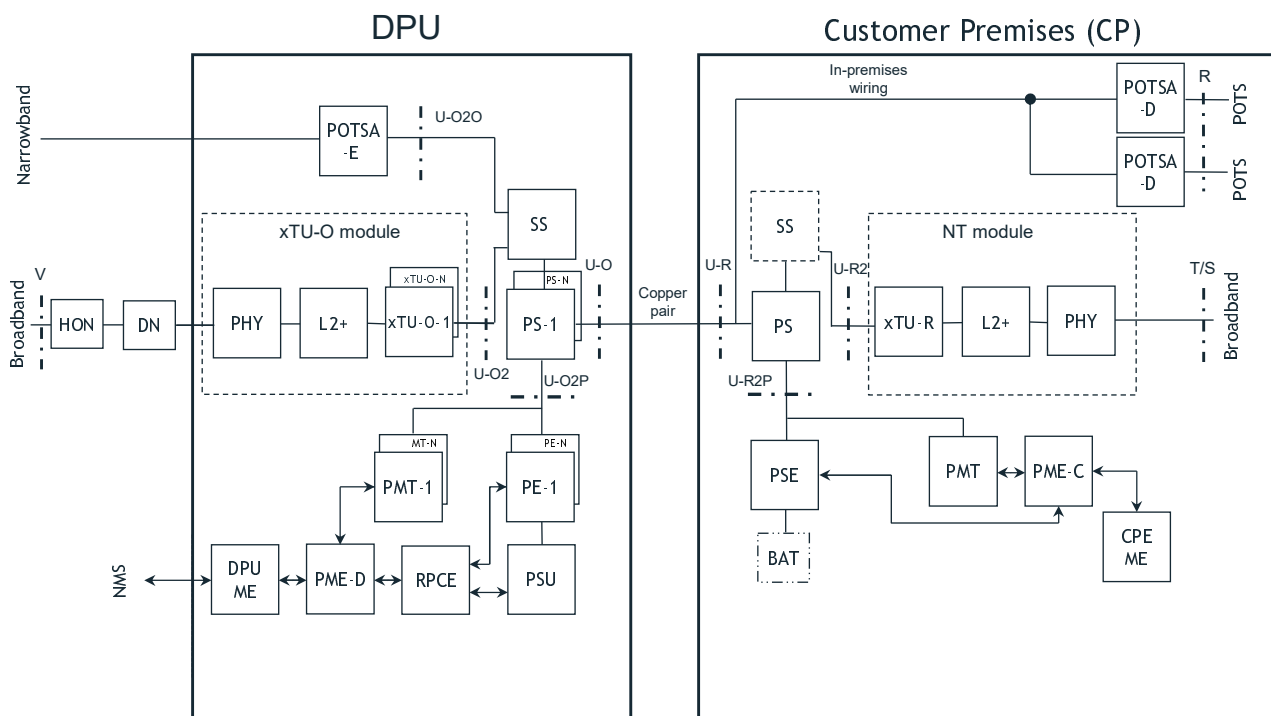 DPU
Customer Premises (CP)
In-premises
wiring
POTSA
-D
R
POTS
Narrowband
POTSA
-E
U-O2O
POTSA
-D
POTS
SS
SS
xTU-O module
NT module
V
xTU-O-N
PS-N
U-O
U-R
U-R2
T/S
Broadband
HON
DN
PHY
L2+
xTU-O-1
PS-1
Copper
pair
PS
xTU-R
L2+
PHY
Broadband
U-O2
U-O2P
U-R2P
MT-N
PE-N
PMT-1
PE-1
PSE
PMT
PME-C
NMS
DPU
ME
PME-D
RPCE
PSU
BAT
CPE
ME